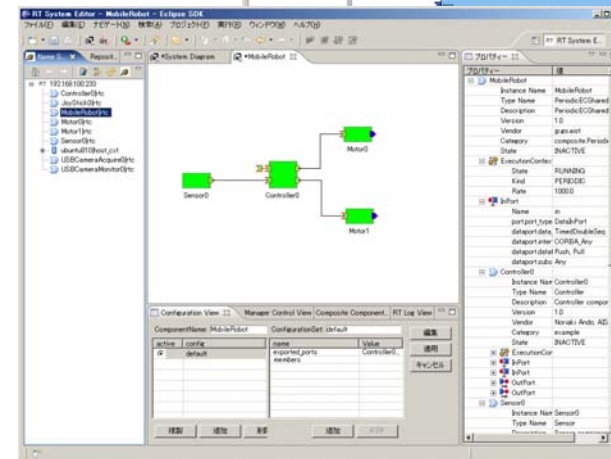 RT System Editor - MobileRobot - Eclipse SDK
ファイル(F) 編集(E) ナビゲート(N) 検索(A) プロジェクト(P) 実行(R) ウィンドウ(W) ヘルプ(H)
RT System E...
Name S... Reposit..
192.168.100.233
Controller0|rtc
JoyStick0|rtc
MobileRobot|rtc
Motor0|rtc
Motor1|rtc
Sensor0|rtc
USBCameraAcquire0|rtc
USBCameraMonitor0|rtc
*System Diagram
*MobileRobot
Motor0
Sensor0
Controller0
Motor1
Configuration View Manager Control View Composite Component.. RT Log View
ComponentName: MobileRobot ConfigurationSet: default
編集
適用
キャンセル
active config
default
name Value
exported_ports Controller0..
members
複製 追加 削除 追加 削除
プロパティー
プロパティー 値
MobileRobot
Instance Name MobileRobot
Type Name PeriodicECShared
Description PeriodicECShared
Version 1.0
Vendor jp.go.aist
Category composite.Periodi
State INACTIVE
ExecutionContex
State RUNNING
Kind PERIODIC
Rate 1000.0
InPort
Name in
port.port_type DataInPort
dataport.data_ TimedDoubleSeq
dataport.inter CORBA_Any
dataport.datat Push, Pull
dataport.subs Any
Controller0
Instance Nam Controller0
Type Name Controller
Description Controller compor
Version 1.0
Vendor Noriaki Ando, AIS
Category example
State INACTIVE
ExecutionCor
InPort
InPort
OutPort
OutPort
Sensor0
Instance Nam Sensor0
Type Name Sensor